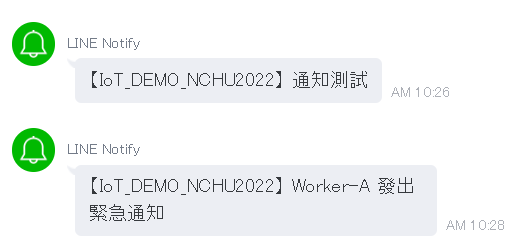 LINE Notify
【IoT_DEMO_NCHU2022】通知測試
AM 10:26
LINE Notify
【IoT_DEMO_NCHU2022】Worker-A 發出
緊急通知
AM 10:28